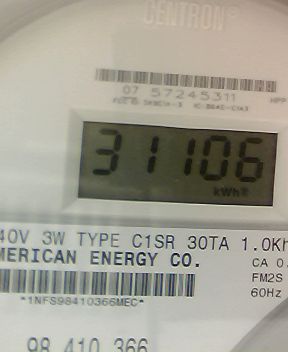 CENTRON®
07 57245311
31106
kWh
40V 3W TYPE C1SR 30TA 1.0Kh
MERICAN ENERGY CO.
CA 0.
FM2S
60Hz
*1NFS98410366MEC*
98 410 366